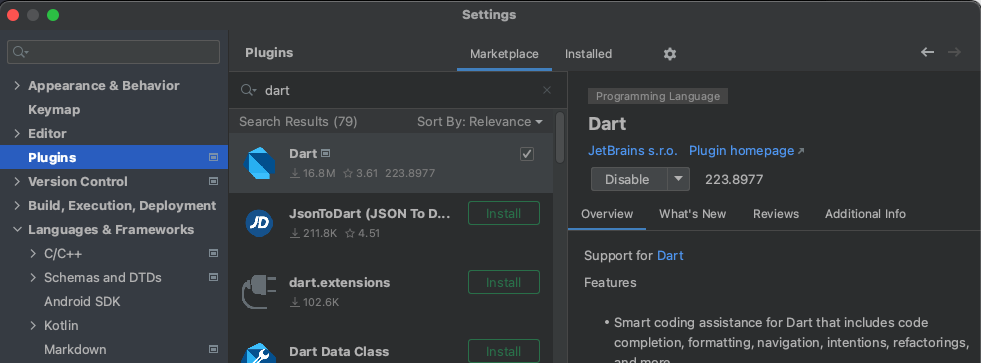 Settings
Appearance & Behavior
Keymap
Editor
Plugins
Version Control
Build, Execution, Deployment
Languages & Frameworks
C/C++
Schemas and DTDs
Android SDK
Kotlin
Markdown
Plugins
Marketplace
Installed
dart
Search Results (79)
Sort By: Relevance
Dart
16.8M 3.61 223.8977
JD
JsonToDart (JSON To D...
Install
211.8K 4.51
dart.extensions
Install
102.6K
Dart Data Class
Install
Programming Language
Dart
JetBrains s.r.o. Plugin homepage
Disable
223.8977
Overview What's New Reviews Additional Info
Support for Dart
Features
• Smart coding assistance for Dart that includes code
completion, formatting, navigation, intentions, refactorings,
and more